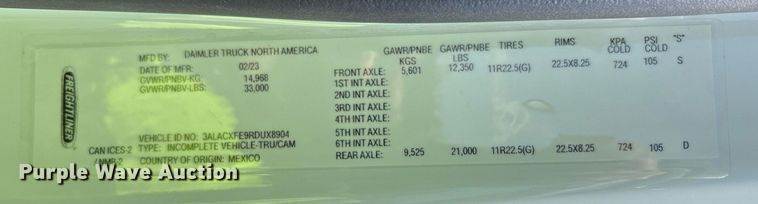 FREIGHTLINER
MFD BY: DAIMLER TRUCK NORTH AMERICA
DATE OF MFR: 02/23
GVWR/PNBV-KG: 14,968
GVWR/PNBV-LBS: 33,000
VEHICLE ID NO: 3ALACXFE9RDUX8904
CAN ICES-2 TYPE: INCOMPLETE VEHICLE-TRU/CAM
/NMB-2 COUNTRY OF ORIGIN: MEXICO
GAWR/PNBE GAWR/PNBE TIRES RIMS KPA PSI "S"
KGS LBS COLD COLD
FRONT AXLE: 5,601 12,350 11R22.5(G) 22.5X8.25 724 105 S
1ST INT AXLE:
2ND INT AXLE:
3RD INT AXLE:
4TH INT AXLE:
5TH INT AXLE:
6TH INT AXLE:
REAR AXLE: 9,525 21,000 11R22.5(G) 22.5X8.25 724 105 D
Purple Wave Auction